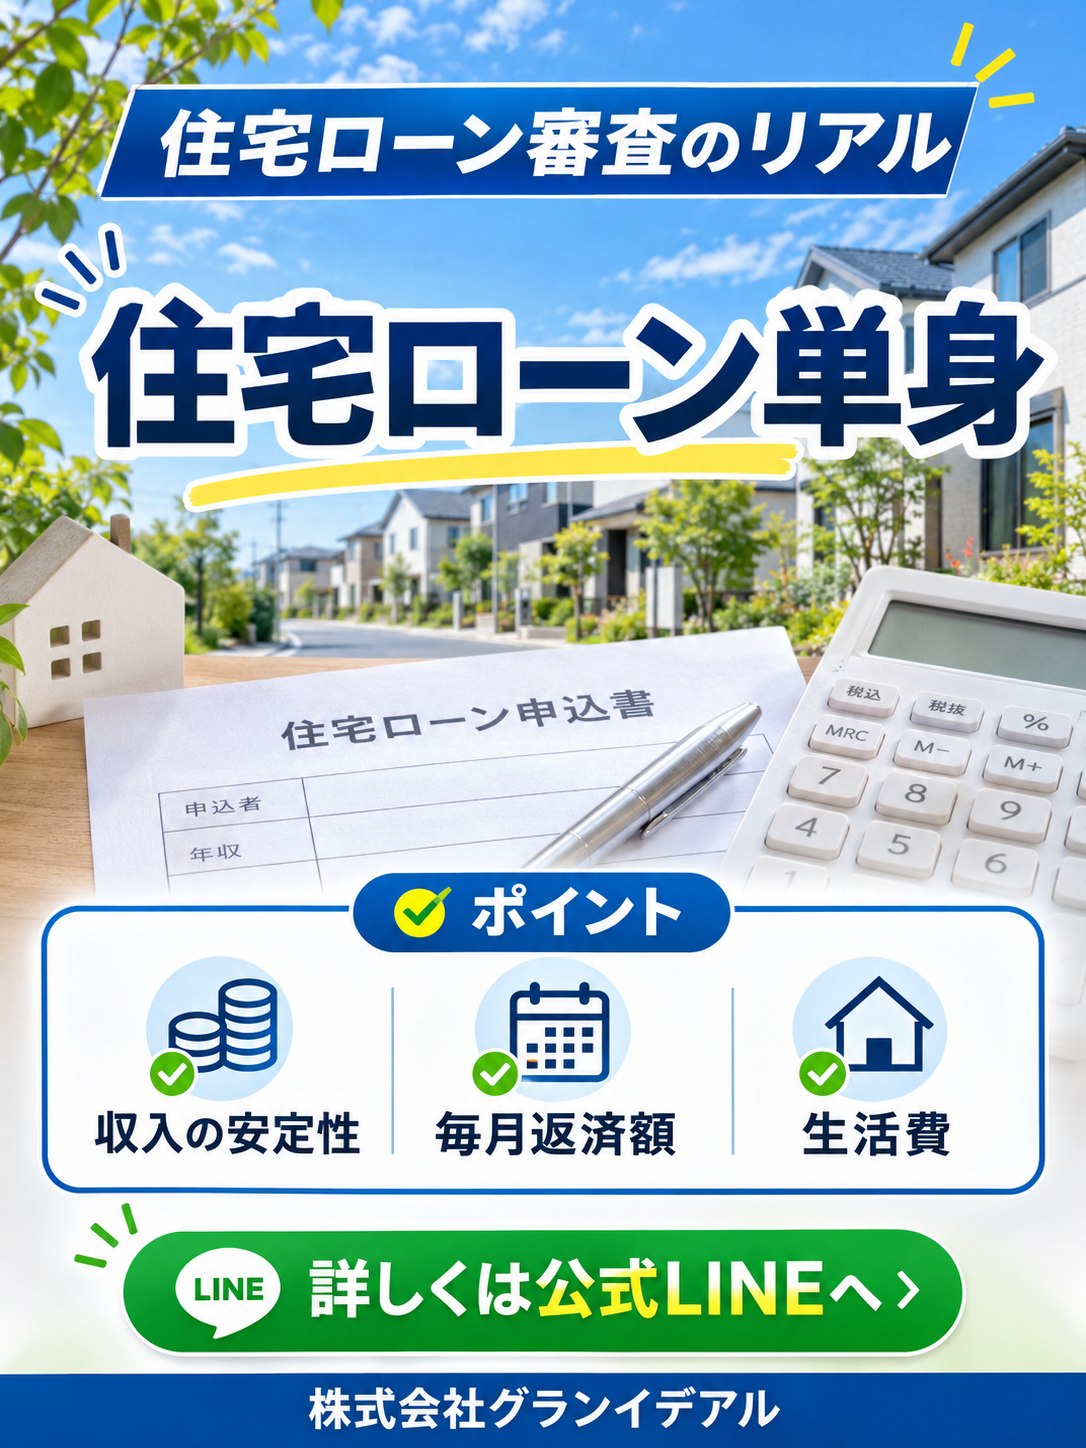 住宅ローン審査のリアル
住宅ローン単身
住宅ローン申込書
申込者
年収
税込 税抜 %
MRC M− M+
7 8 9
4 5 6
1
ポイント
収入の安定性 毎月返済額 生活費
LINE 詳しくは公式LINEへ
株式会社グランイデアル